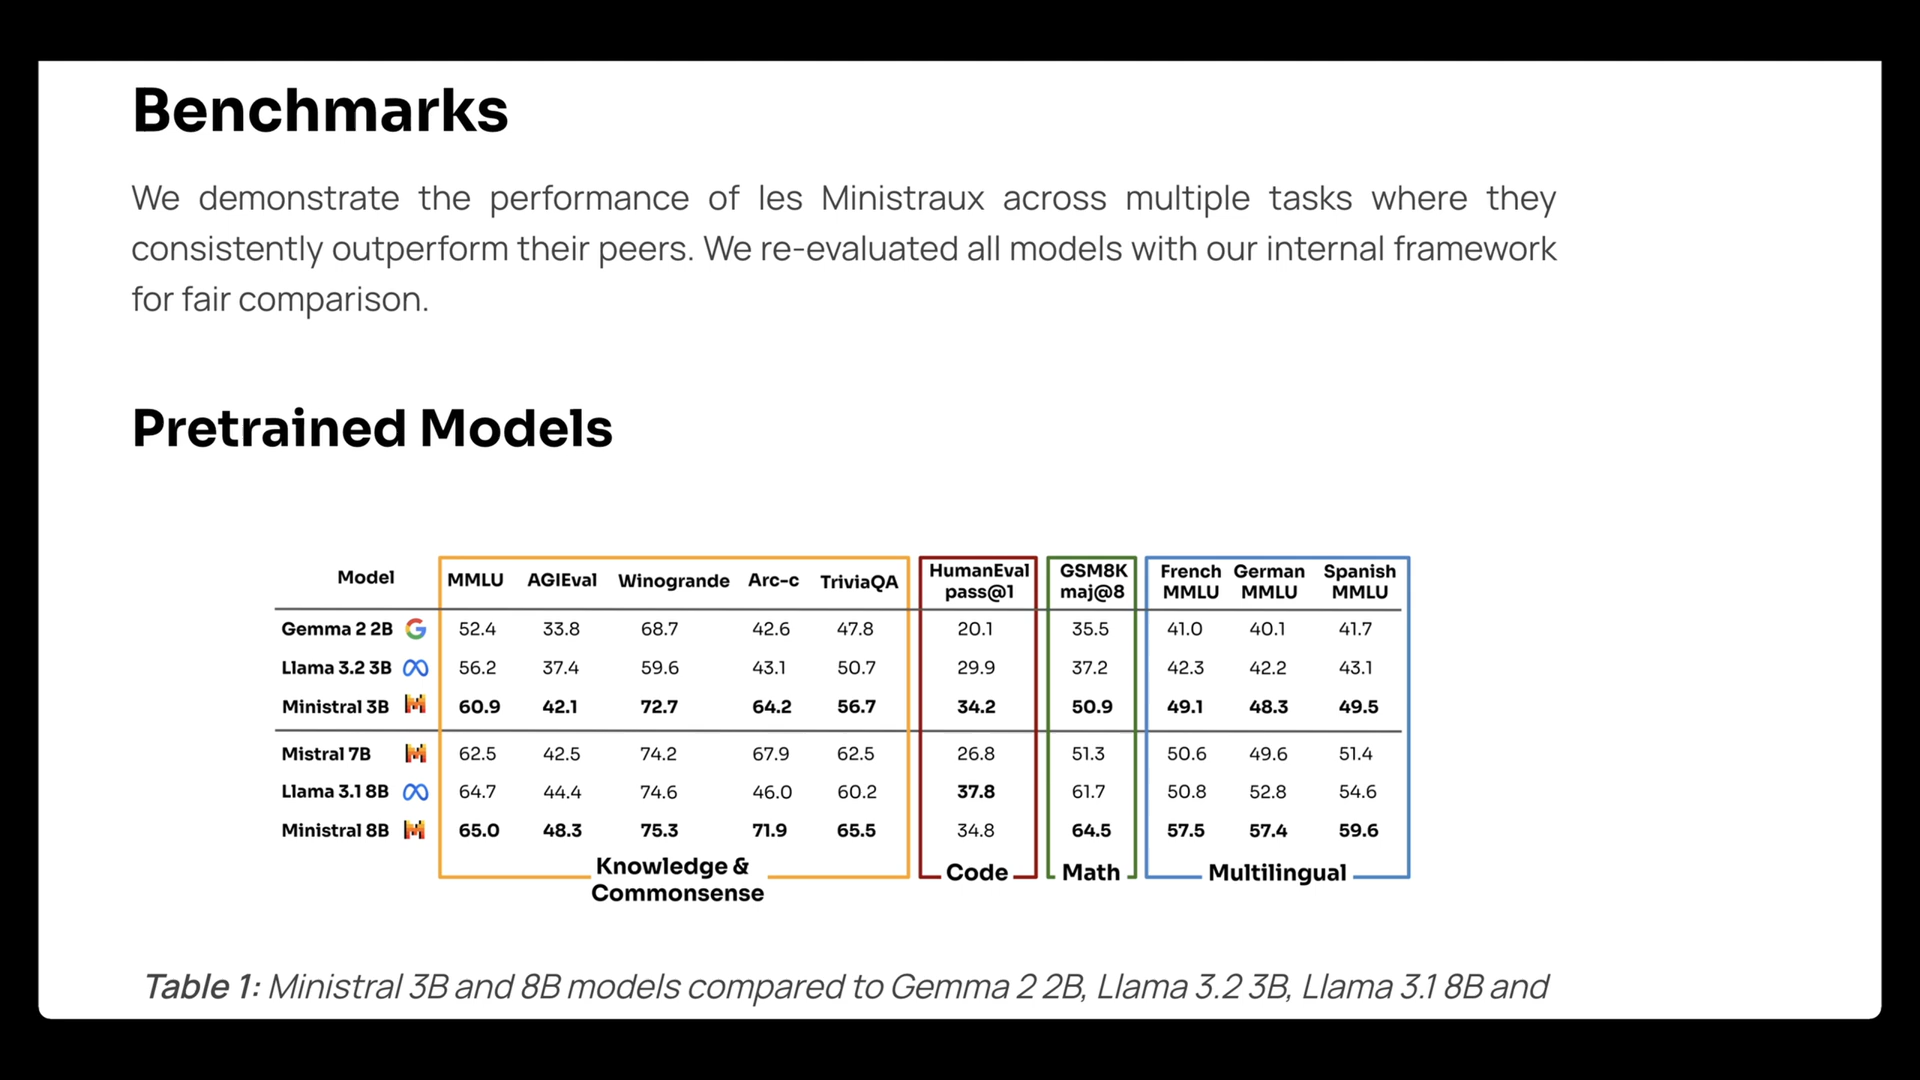 Benchmarks
We demonstrate the performance of les Ministraux across multiple tasks where they
consistently outperform their peers. We re-evaluated all models with our internal framework
for fair comparison.
Pretrained Models
Model MMLU AGIEval Winogrande Arc-c TriviaQA HumanEval pass@1 GSM8K maj@8 French MMLU German MMLU Spanish MMLU
Gemma 2 2B 52.4 33.8 68.7 42.6 47.8 20.1 35.5 41.0 40.1 41.7
Llama 3.2 3B 56.2 37.4 59.6 43.1 50.7 29.9 37.2 42.3 42.2 43.1
Ministral 3B 60.9 42.1 72.7 64.2 56.7 34.2 50.9 49.1 48.3 49.5
Mistral 7B 62.5 42.5 74.2 67.9 62.5 26.8 51.3 50.6 49.6 51.4
Llama 3.1 8B 64.7 44.4 74.6 46.0 60.2 37.8 61.7 50.8 52.8 54.6
Ministral 8B 65.0 48.3 75.3 71.9 65.5 34.8 64.5 57.5 57.4 59.6
Knowledge &
Commonsense
Code
Math
Multilingual
Table 1: Ministral 3B and 8B models compared to Gemma 2 2B, Llama 3.2 3B, Llama 3.1 8B and